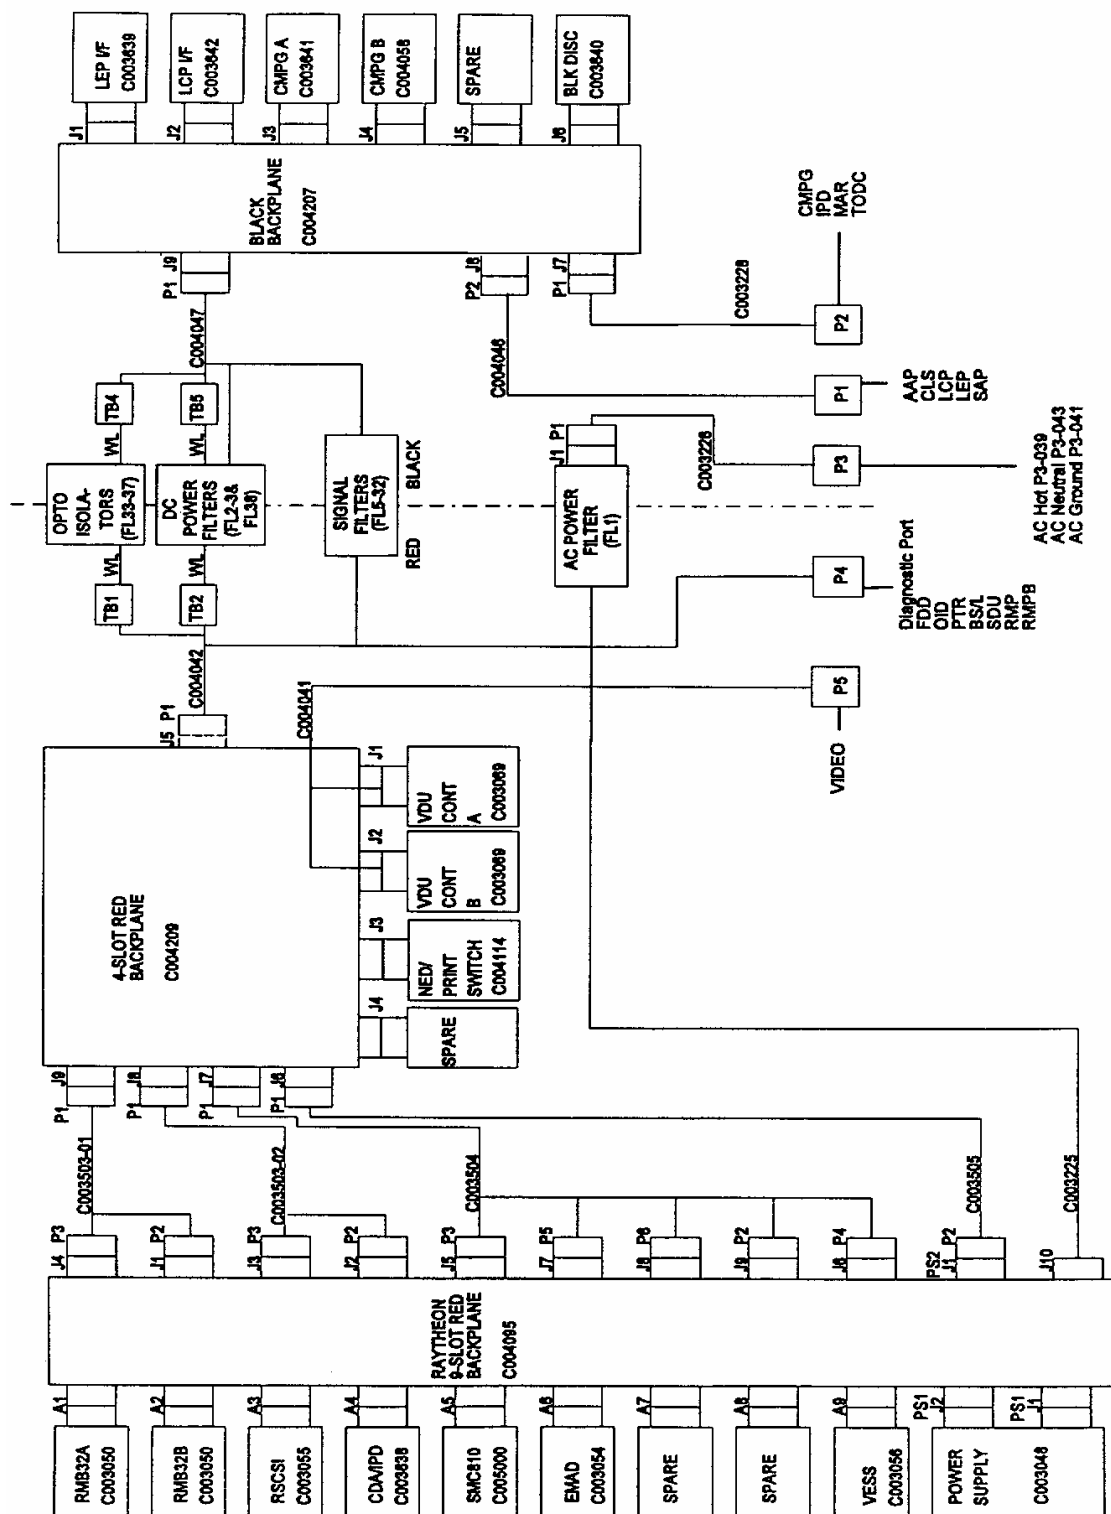 LEP I/F
C003639
LCP I/F
C003642
CMPG A
C003641
CMPG B
C004058
SPARE
BLK DISC
C003640
J1
J2
J3
J4
J5
J6
BLACK
BACKPLANE
C004207
P1 J9
P2 J8
P1 J7
C004047
C004046
C003228
CMPG
IPD
MAR
TODC
P2
P1
AAP
CLS
LCP
LEP
SAP
TB4
TB5
WL
WL
OPTO
ISOLA-
TORS
(FL33-37)
DC
POWER
FILTERS
(FL2-3&
FL38)
SIGNAL
FILTERS
(FL5-32)
BLACK
RED
J1 P1
AC POWER
FILTER
(FL1)
C003226
P3
AC Hot P3-039
AC Neutral P3-043
AC Ground P3-041
WL
WL
TB1
TB2
P4
Diagnostic Port
FDD
OID
PTR
BS/L
SDU
RMP
RMPB
C004042
J5 P1
C004041
P5
VIDEO
4-SLOT RED
BACKPLANE
C004209
J1
J2
J3
J4
VDU
CONT
A
C003069
VDU
CONT
B
C003069
NED/
PRINT
SWITCH
C004114
SPARE
P1 J9
P1 J8
P1 J7
P1 J6
C003503-01
C003503-02
C003504
C003505
C003225
J4 P3
J1 P2
J3 P3
J2 P2
J5 P3
J7 P5
J8 P6
J9 P2
J6 P4
PS2
J1 P2
J10
RAYTHEON
9-SLOT RED
BACKPLANE
C004095
A1
A2
A3
A4
A5
A6
A7
A8
A9
PS1
J2
PS1
J1
RMB32A
C003050
RMB32B
C003050
RSCSI
C003055
CDA/IPD
C003638
SMC610
C005000
EMAD
C003054
SPARE
SPARE
VESS
C003056
POWER
SUPPLY
C003048